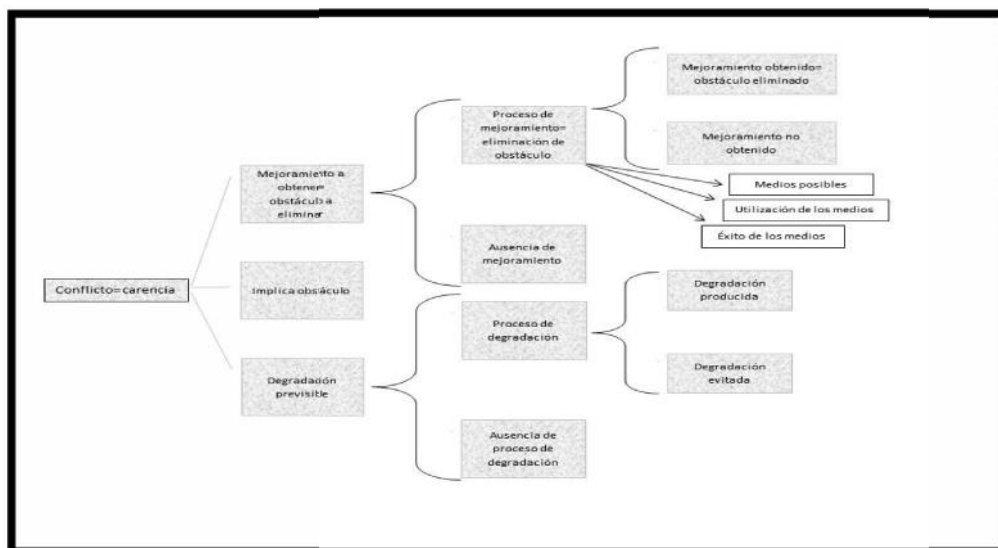 Conflicto=carencia
Mejoramiento a
obtener=
obstáculo a
eliminar
Implica obstáculo
Degradación
previsitle
Proceso de
mejoramiento=
eliminación de
obstáculo
Ausencia de
mejoramiento
Proceso de
degradación
Ausencia de
proceso de
degradación
Mejoramiento obtenido=
obstáculo eliminado
Mejoramiento no
obtenido
Medios posibles
Utilización de los medios
Éxito de los medios
Degradación
producida
Degradación
evitada